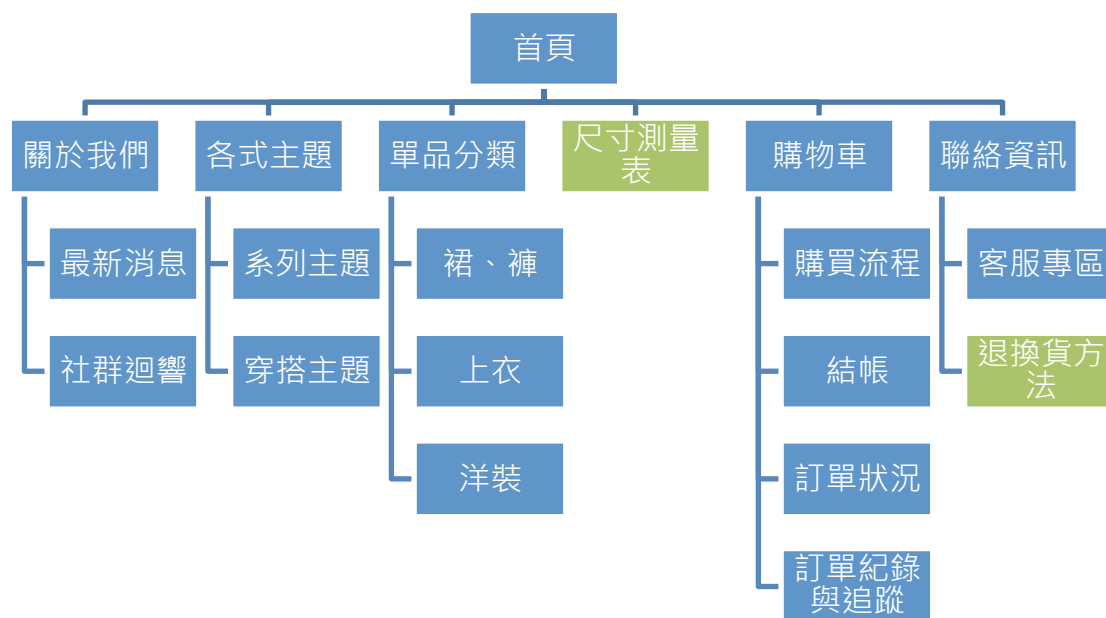 首頁
關於我們
各式主題
單品分類
尺寸測量
表
購物車
聯絡資訊
最新消息
系列主題
裙、褲
購買流程
客服專區
社群迴響
穿搭主題
上衣
結帳
退換貨方
法
洋裝
訂單狀況
訂單紀錄
與追蹤